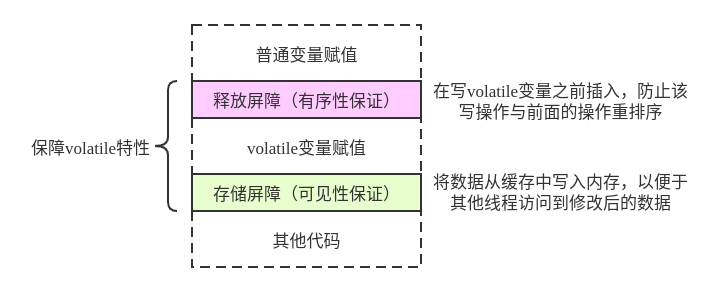 普通变量赋值
释放屏障（有序性保证）
在写volatile变量之前插入，防止该
写操作与前面的操作重排序
保障volatile特性
volatile变量赋值
存储屏障（可见性保证）
将数据从缓存中写入内存，以便于
其他线程访问到修改后的数据
其他代码